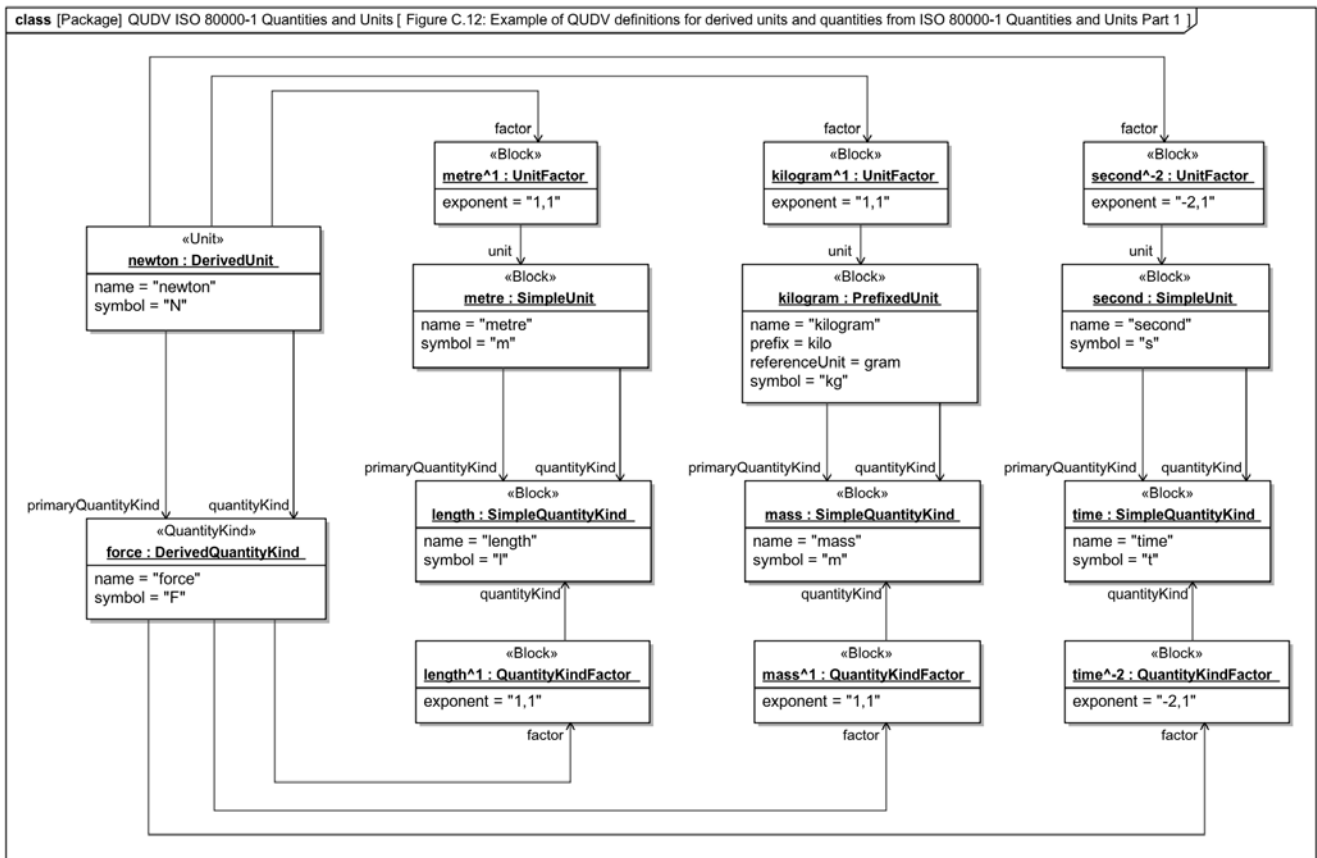 class [Package] QUDV ISO 80000-1 Quantities and Units [ Figure C.12: Example of QUDV definitions for derived units and quantities from ISO 80000-1 Quantities and Units Part 1 ]
factor
factor
factor
«Block»
metre^1 : UnitFactor
exponent = "1,1"
«Block»
kilogram^1 : UnitFactor
exponent = "1,1"
«Block»
second^-2 : UnitFactor
exponent = "-2,1"
«Unit»
newton : DerivedUnit
name = "newton"
symbol = "N"
unit
unit
unit
«Block»
metre : SimpleUnit
name = "metre"
symbol = "m"
«Block»
kilogram : PrefixedUnit
name = "kilogram"
prefix = kilo
referenceUnit = gram
symbol = "kg"
«Block»
second : SimpleUnit
name = "second"
symbol = "s"
primaryQuantityKind
quantityKind
primaryQuantityKind
quantityKind
primaryQuantityKind
quantityKind
primaryQuantityKind
quantityKind
«QuantityKind»
force : DerivedQuantityKind
name = "force"
symbol = "F"
«Block»
length : SimpleQuantityKind
name = "length"
symbol = "l"
«Block»
mass : SimpleQuantityKind
name = "mass"
symbol = "m"
«Block»
time : SimpleQuantityKind
name = "time"
symbol = "t"
quantityKind
quantityKind
quantityKind
«Block»
length^1 : QuantityKindFactor
exponent = "1,1"
«Block»
mass^1 : QuantityKindFactor
exponent = "1,1"
«Block»
time^-2 : QuantityKindFactor
exponent = "-2,1"
factor
factor
factor